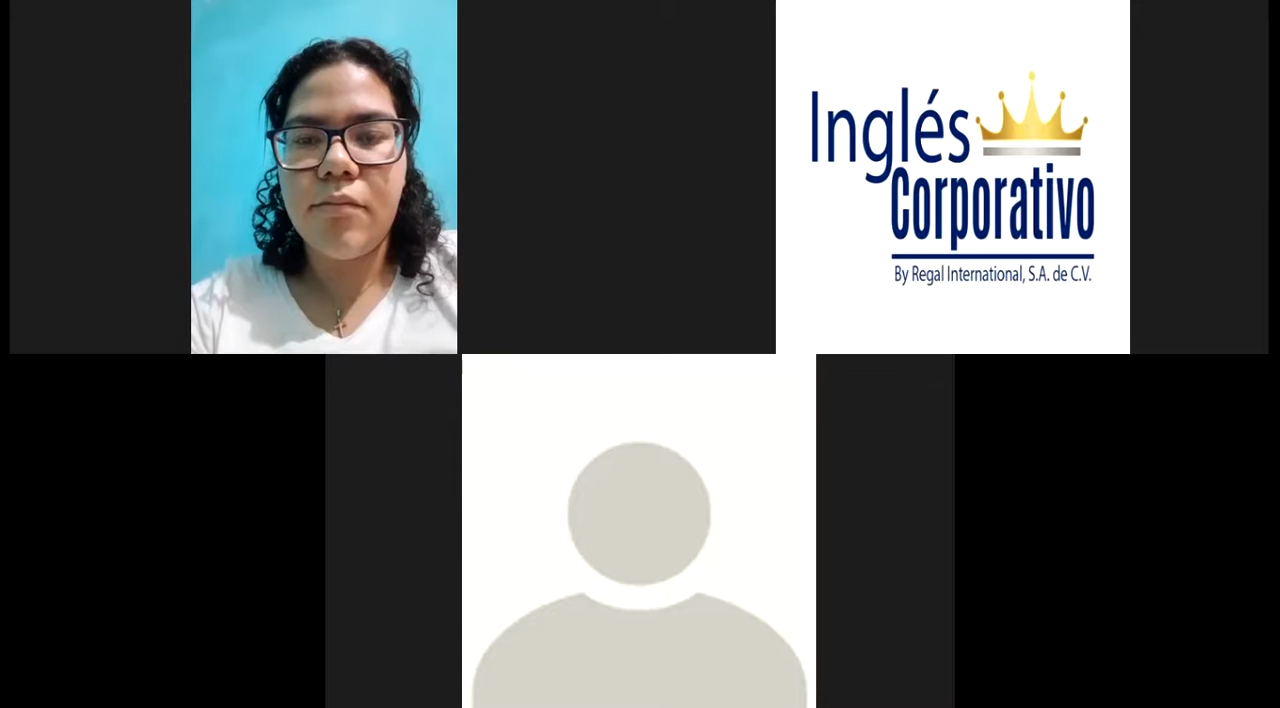 Inglés
Corporativo
By Regal International, S.A. de C.V.